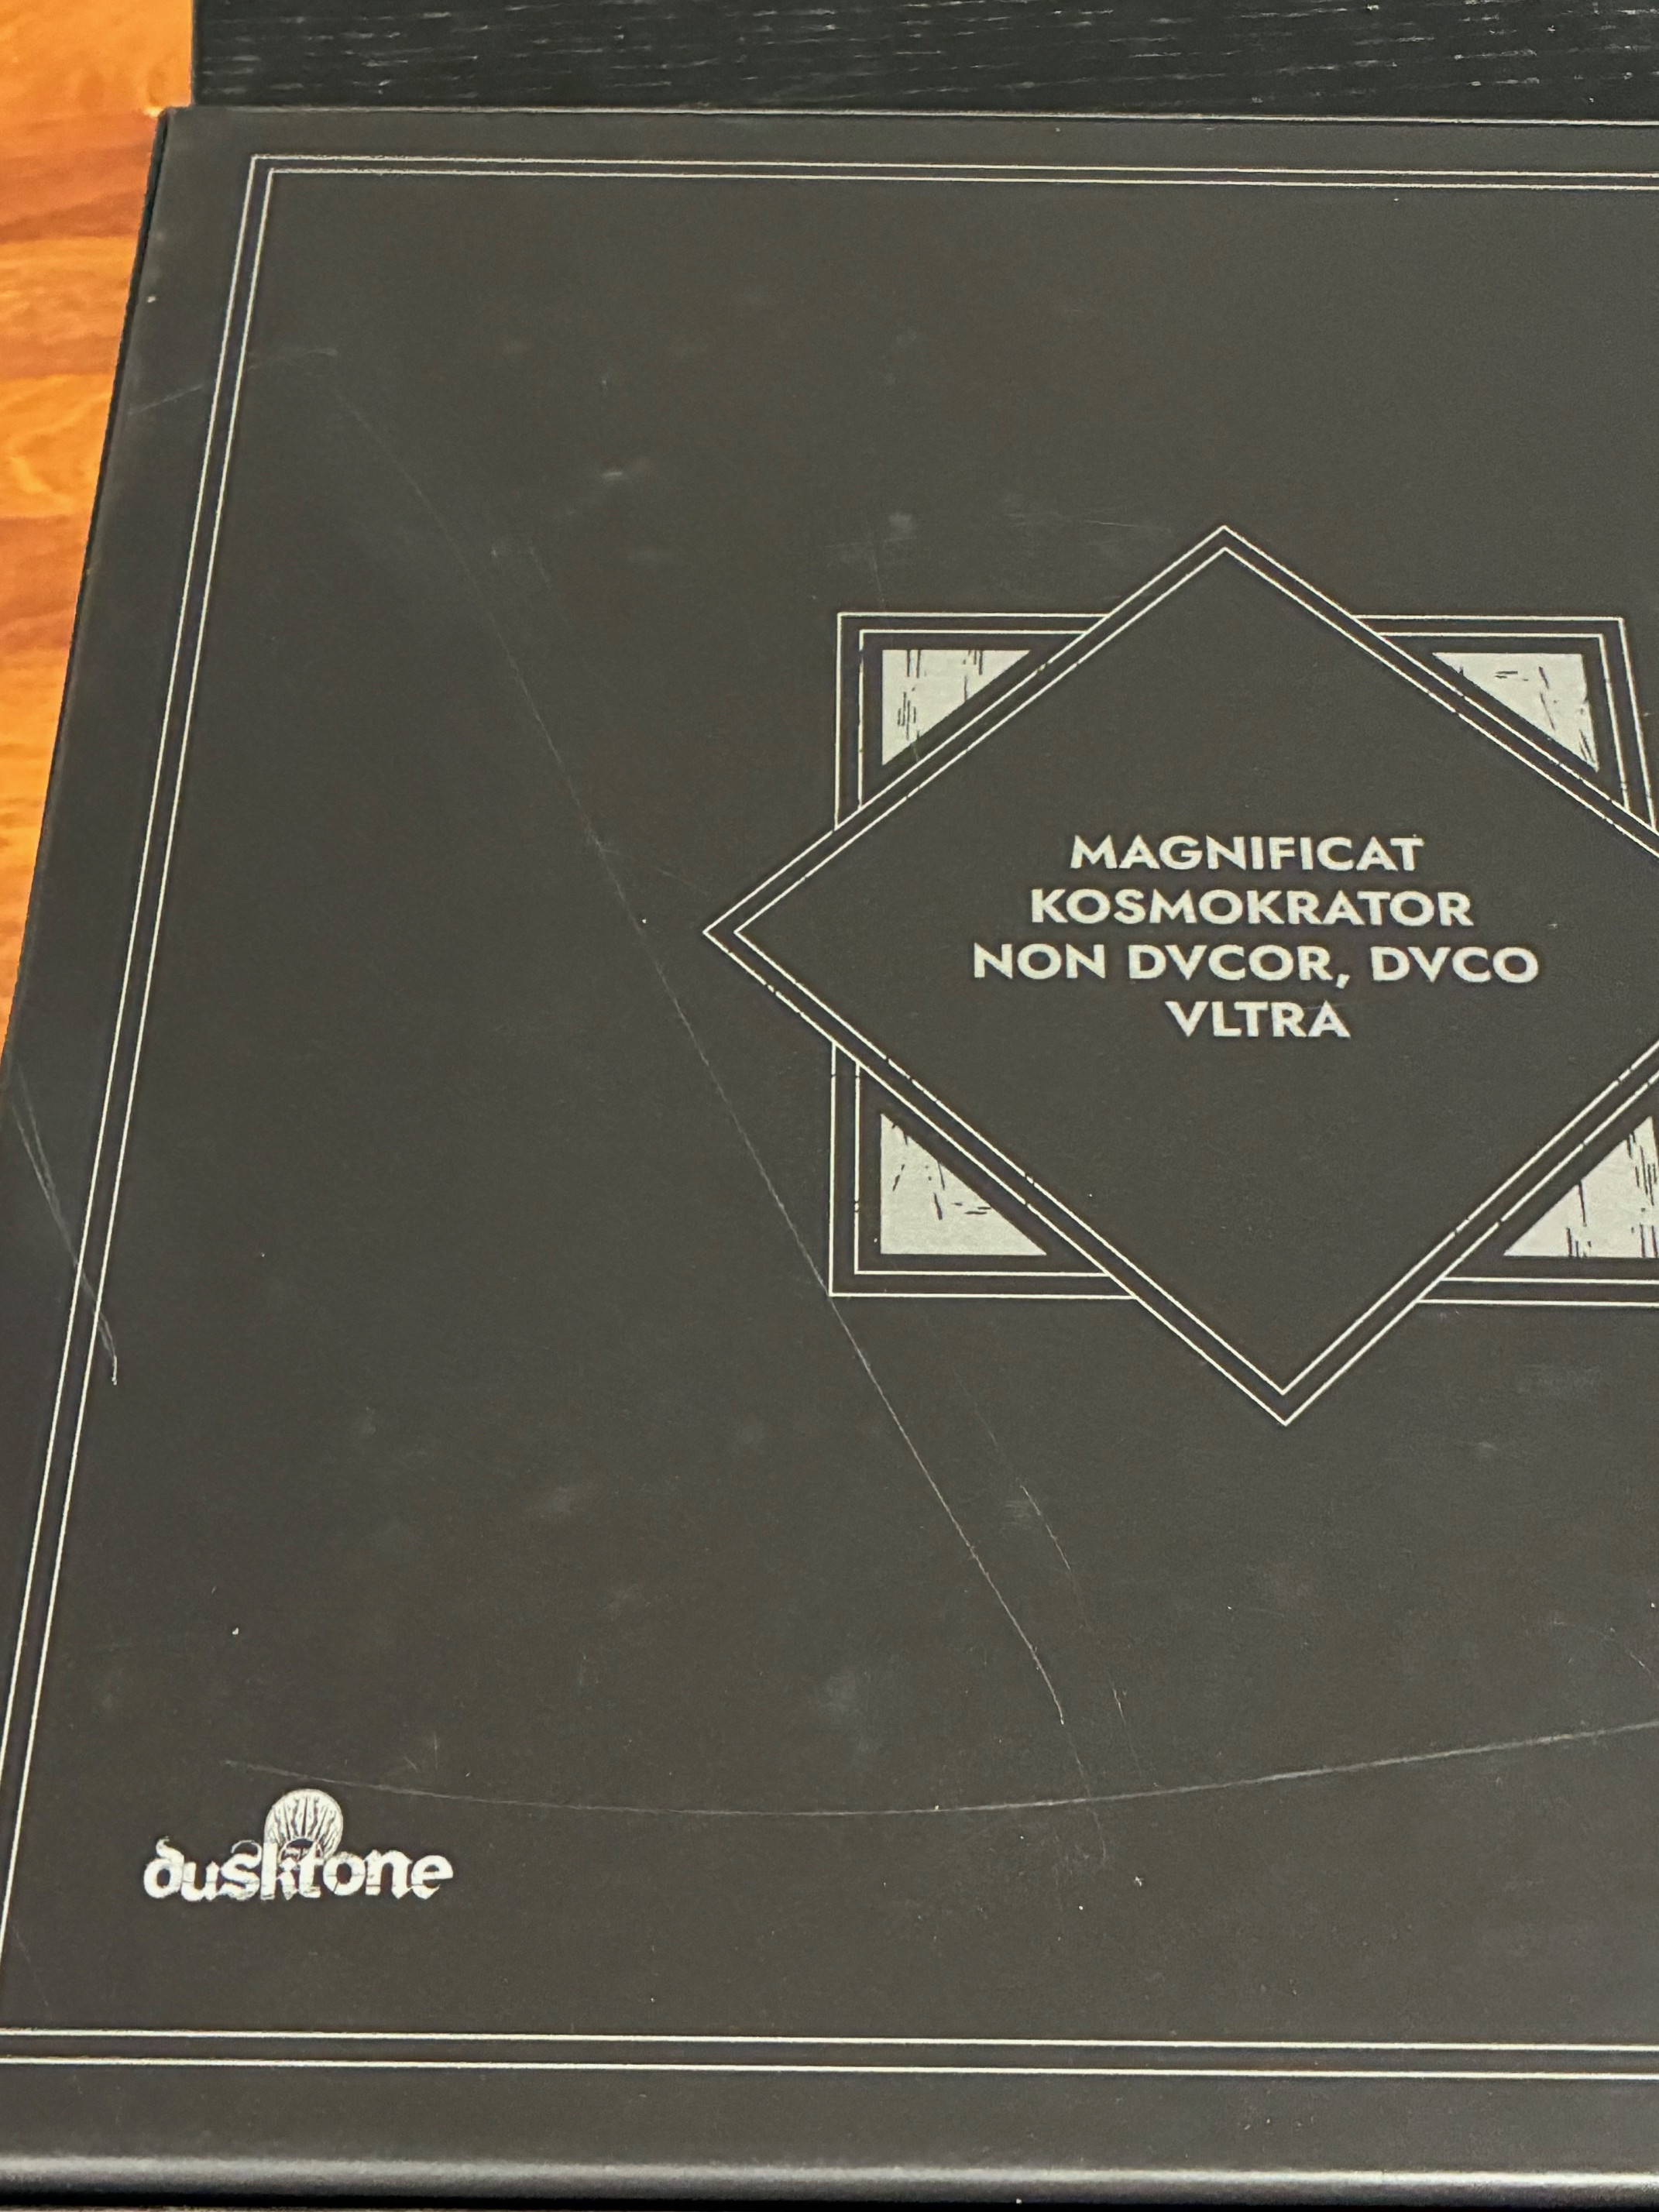 MAGNIFICAT
KOSMOKRATOR
NON DVCOR, DVCO
VLTRA
dusktone